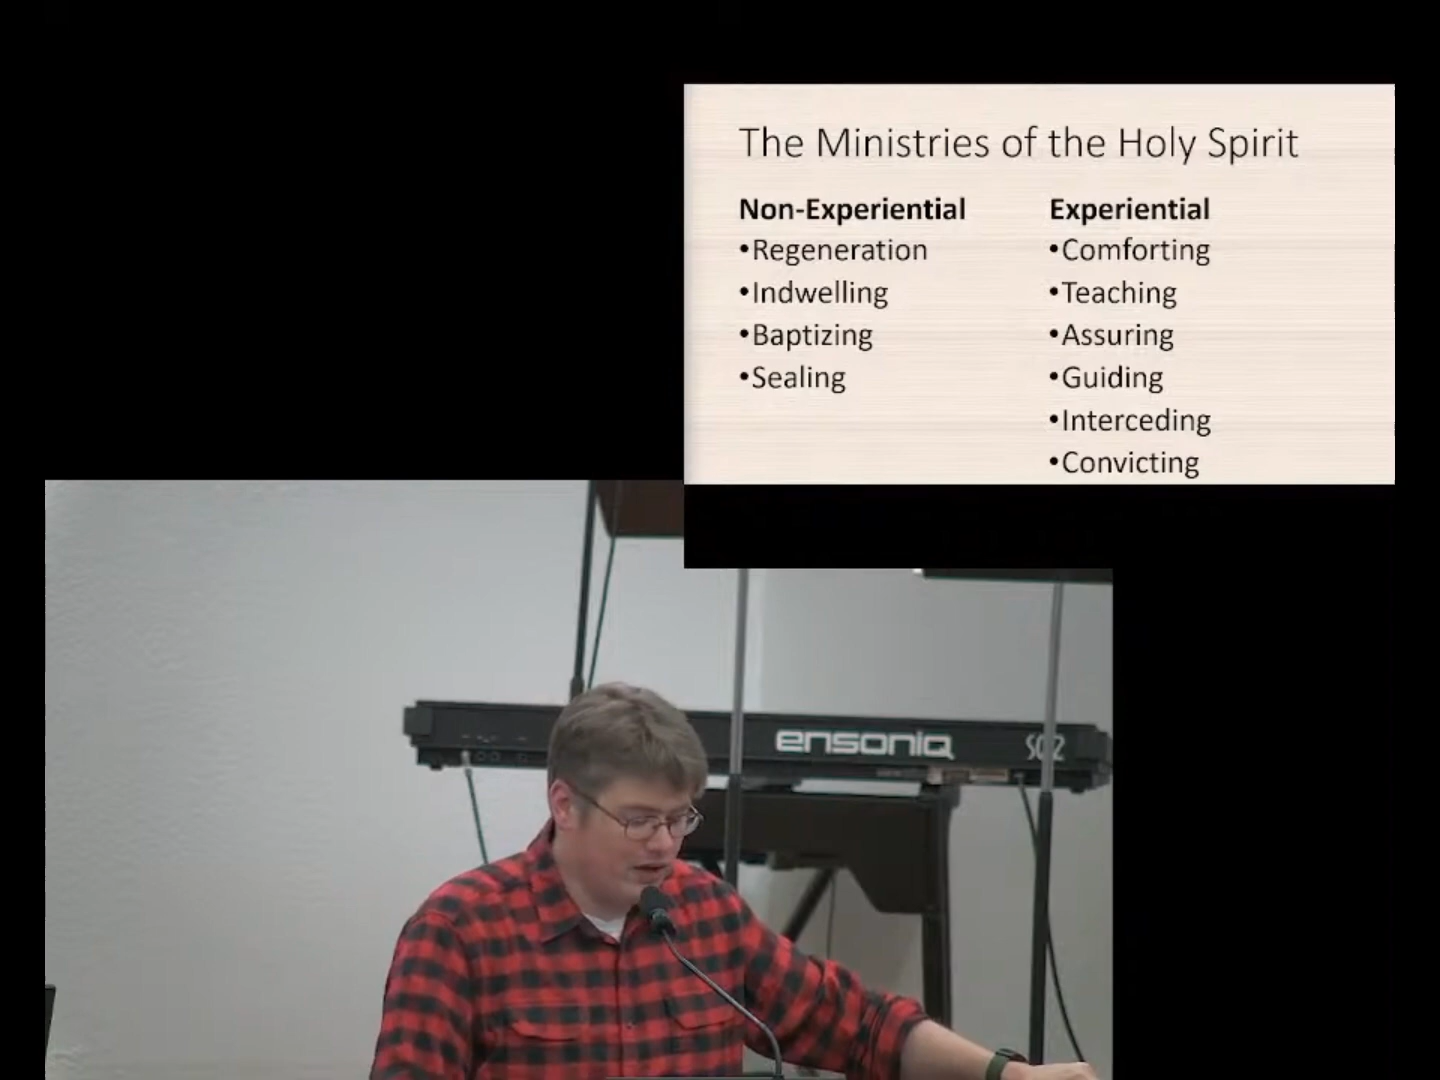 The Ministries of the Holy Spirit
Non-Experiential
•Regeneration
•Indwelling
•Baptizing
•Sealing
Experiential
•Comforting
•Teaching
•Assuring
•Guiding
•Interceding
•Convicting
ensoniq